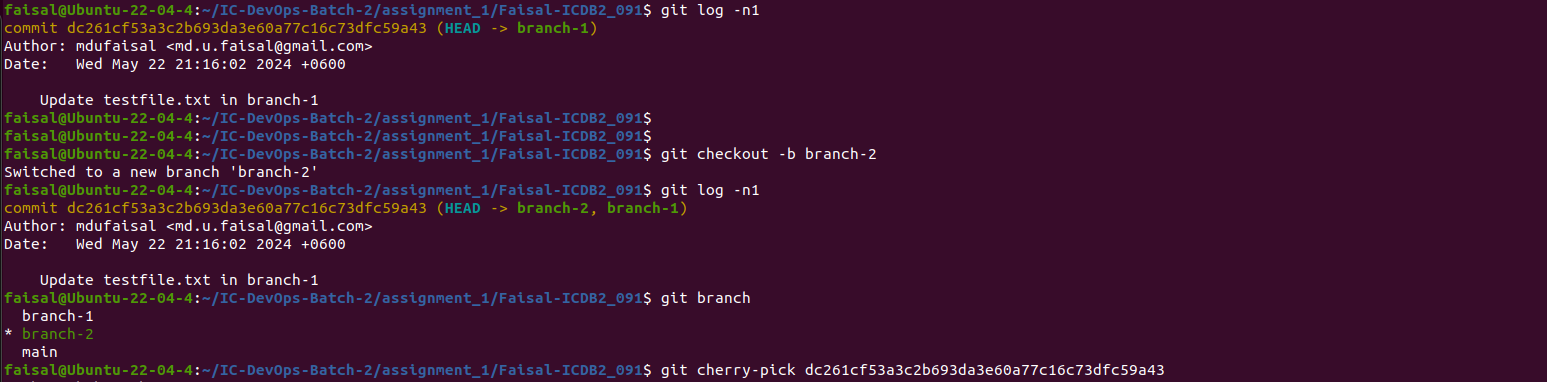 faisal@Ubuntu-22-04-4:~/IC-DevOps-Batch-2/assignment_1/Faisal-ICDB2_091$ git log -n1
commit dc261cf53a3c2b693da3e60a77c16c73dfc59a43 (HEAD -> branch-1)
Author: mdufaisal <md.u.faisal@gmail.com>
Date:   Wed May 22 21:16:02 2024 +0600

    Update testfile.txt in branch-1
faisal@Ubuntu-22-04-4:~/IC-DevOps-Batch-2/assignment_1/Faisal-ICDB2_091$
faisal@Ubuntu-22-04-4:~/IC-DevOps-Batch-2/assignment_1/Faisal-ICDB2_091$
faisal@Ubuntu-22-04-4:~/IC-DevOps-Batch-2/assignment_1/Faisal-ICDB2_091$ git checkout -b branch-2
Switched to a new branch 'branch-2'
faisal@Ubuntu-22-04-4:~/IC-DevOps-Batch-2/assignment_1/Faisal-ICDB2_091$ git log -n1
commit dc261cf53a3c2b693da3e60a77c16c73dfc59a43 (HEAD -> branch-2, branch-1)
Author: mdufaisal <md.u.faisal@gmail.com>
Date:   Wed May 22 21:16:02 2024 +0600

    Update testfile.txt in branch-1
faisal@Ubuntu-22-04-4:~/IC-DevOps-Batch-2/assignment_1/Faisal-ICDB2_091$ git branch
  branch-1
* branch-2
  main
faisal@Ubuntu-22-04-4:~/IC-DevOps-Batch-2/assignment_1/Faisal-ICDB2_091$ git cherry-pick dc261cf53a3c2b693da3e60a77c16c73dfc59a43